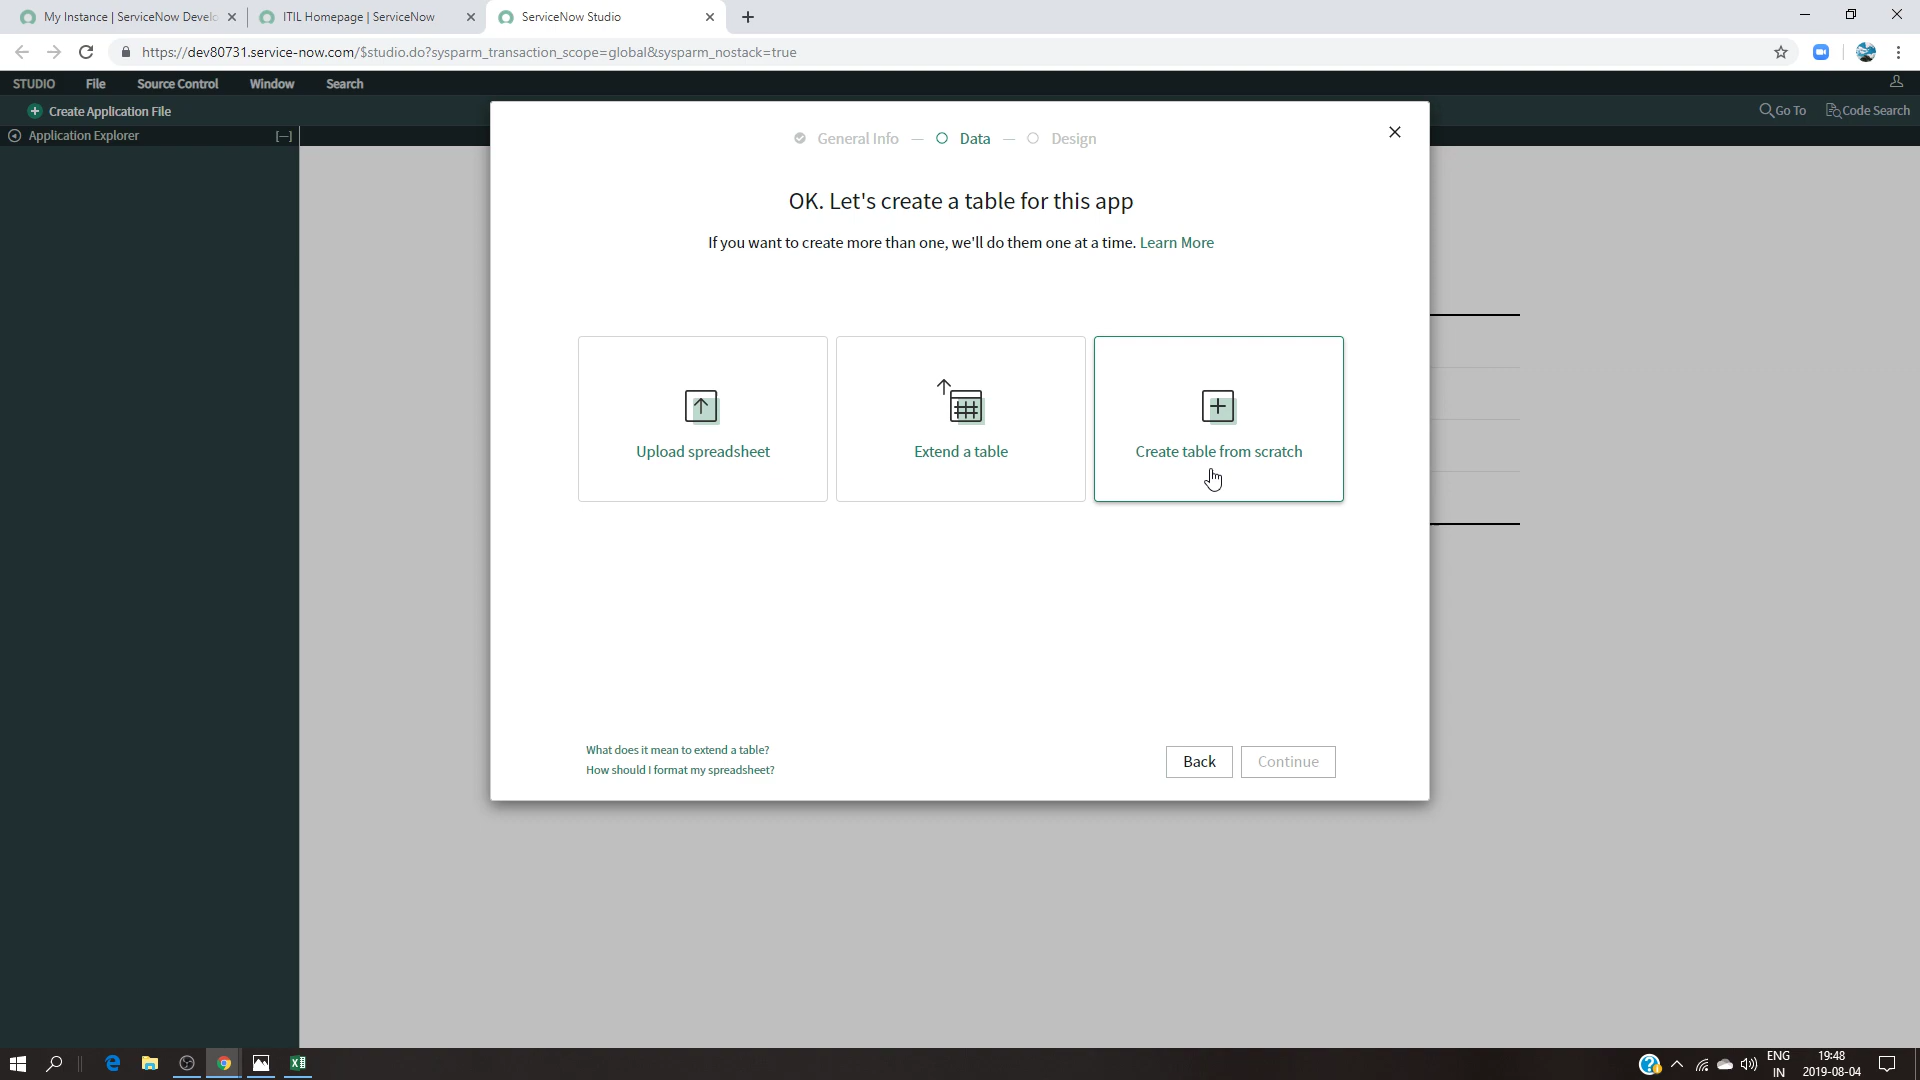 My Instance | ServiceNow Develo
ITIL Homepage | ServiceNow
ServiceNow Studio
https://dev80731.service-now.com/$studio.do?sysparm_transaction_scope=global&sysparm_nostack=true
STUDIO File Source Control Window Search
Create Application File
Go To Code Search
Application Explorer [—]
General Info — Data — Design
OK. Let's create a table for this app
If you want to create more than one, we'll do them one at a time. Learn More
Upload spreadsheet
Extend a table
Create table from scratch
What does it mean to extend a table?
How should I format my spreadsheet?
Back Continue
ENG
IN
19:48
2019-08-04